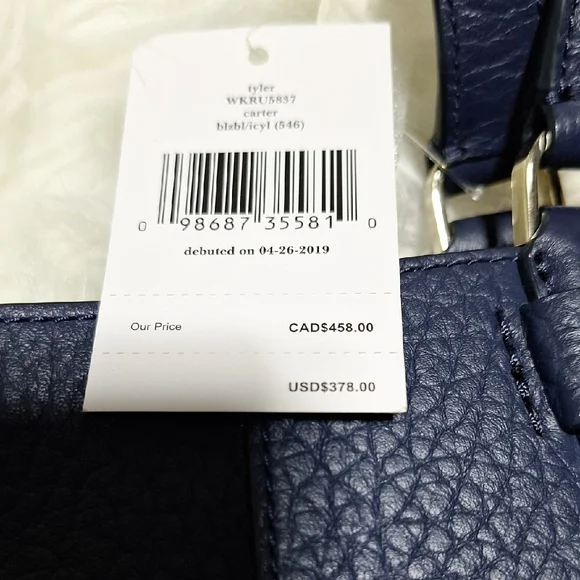 tyler
WKRU5837
carter
blzbl/icyl (546)
0 98687 35581 0
debuted on 04-26-2019
Our Price CAD$458.00
USD$378.00